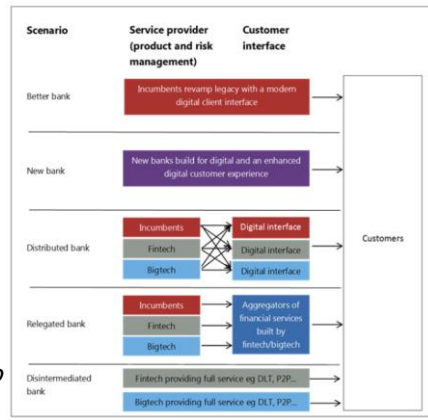 Scenario
Service provider
(product and risk
management)
Customer
interface
Better bank
Incumbents revamp legacy with a modern
digital client interface
New bank
New banks build for digital and an enhanced
digital customer experience
Distributed bank
Incumbents
Digital interface
Fintech
Digital interface
Bigtech
Digital interface
Relegated bank
Incumbents
Fintech
Bigtech
Aggregators of
financial services
built by
fintech/bigtech
Disintermediated
bank
Fintech providing full service eg DLT, P2P...
Bigtech providing full service eg DLT, P2P...
Customers